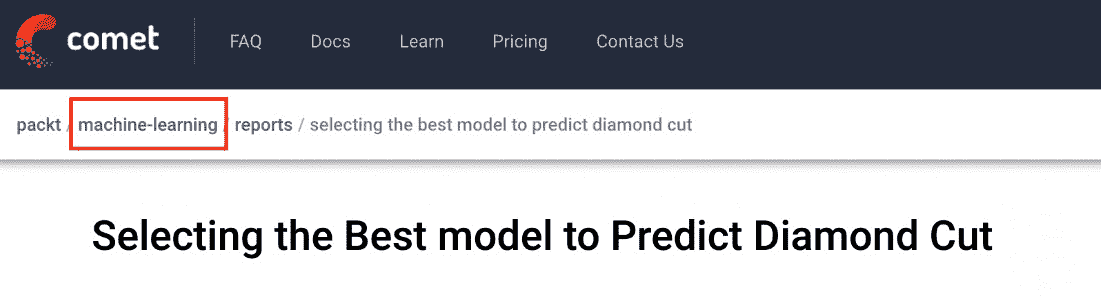 comet FAQ Docs Learn Pricing Contact Us
packt / machine-learning / reports / selecting the best model to predict diamond cut
Selecting the Best model to Predict Diamond Cut